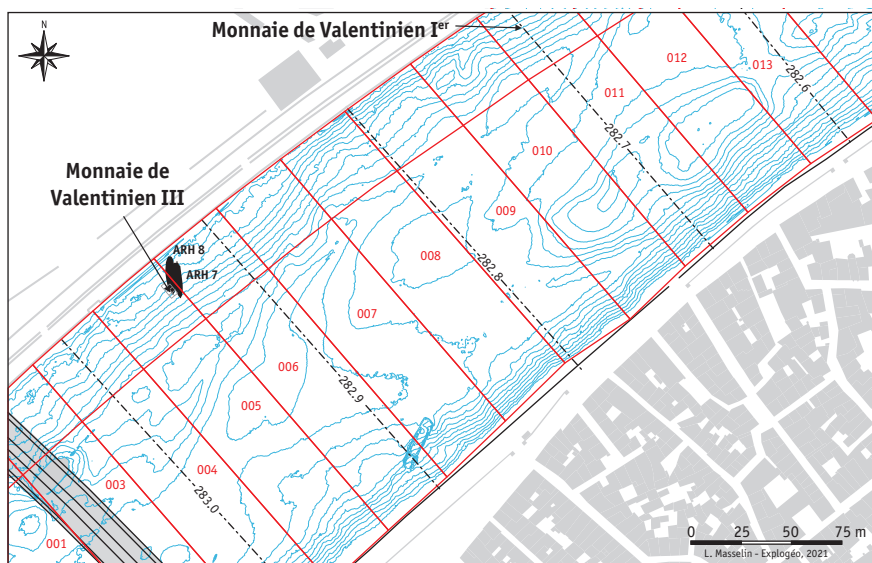 N
Monnaie de Valentinien Ier
Monnaie de
Valentinien III
ARH 8
ARH 7
013
282.6
012
011
282.7
010
009
008
282.8
007
006
282.9
005
004
283.0
003
001
0 25 50 75 m
L. Masselin - Explogéo, 2021